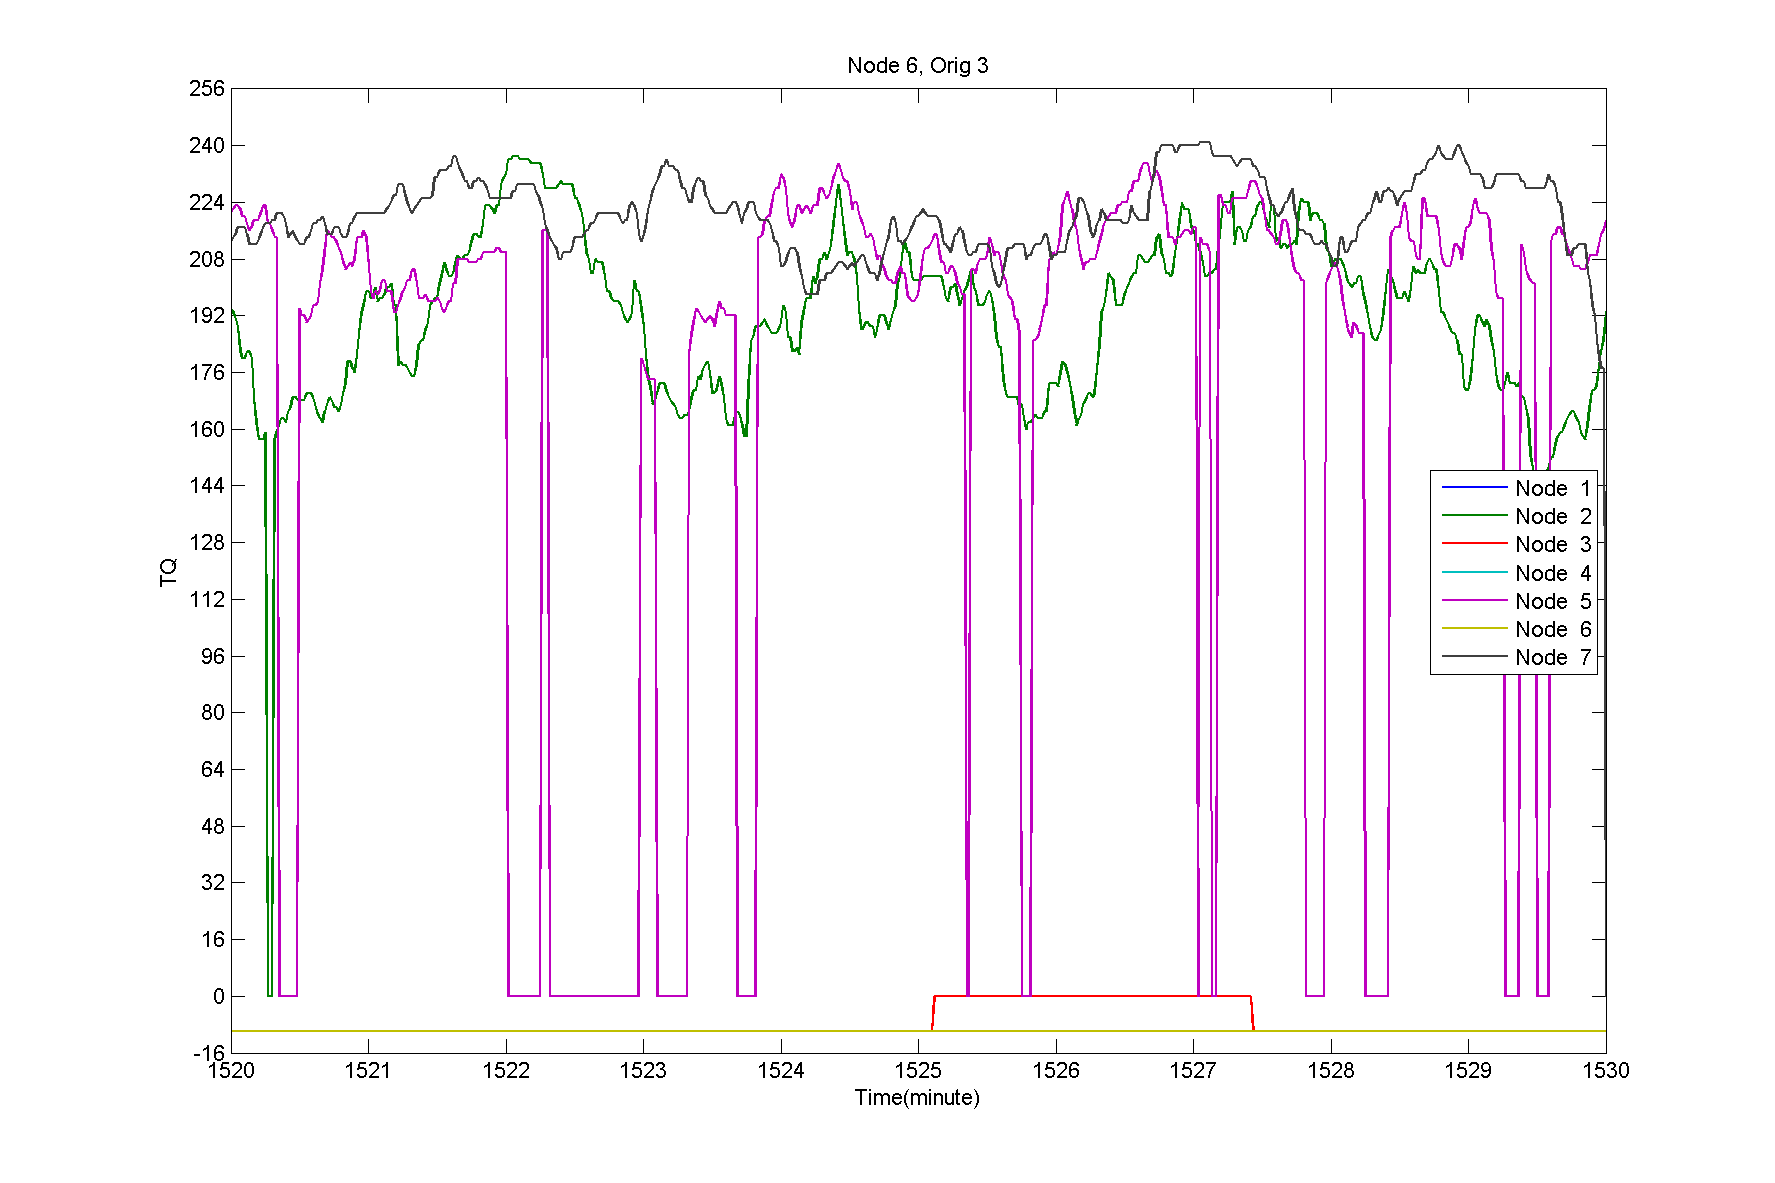 Node 6, Orig 3
256
240
224
208
192
176
160
144
128
112
96
80
64
48
32
16
0
-16
TQ
Node 1
Node 2
Node 3
Node 4
Node 5
Node 6
Node 7
1520 1521 1522 1523 1524 1525 1526 1527 1528 1529 1530
Time(minute)